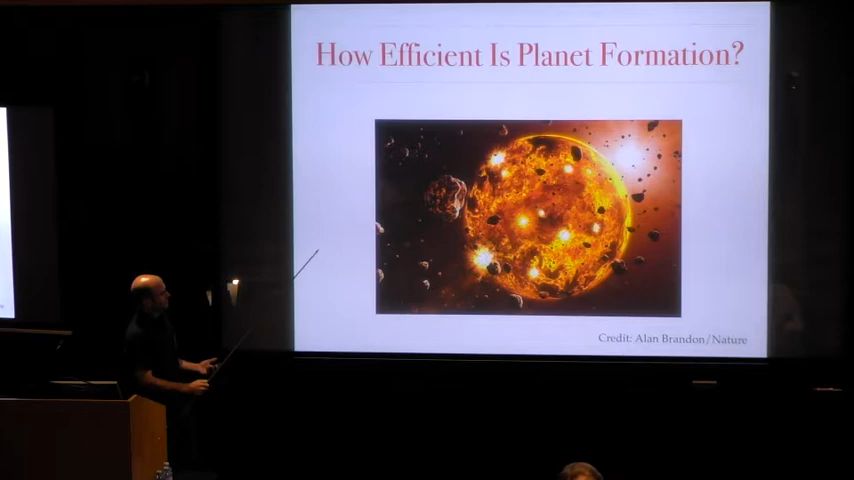 How Efficient Is Planet Formation?
Credit: Alan Brandon/Nature